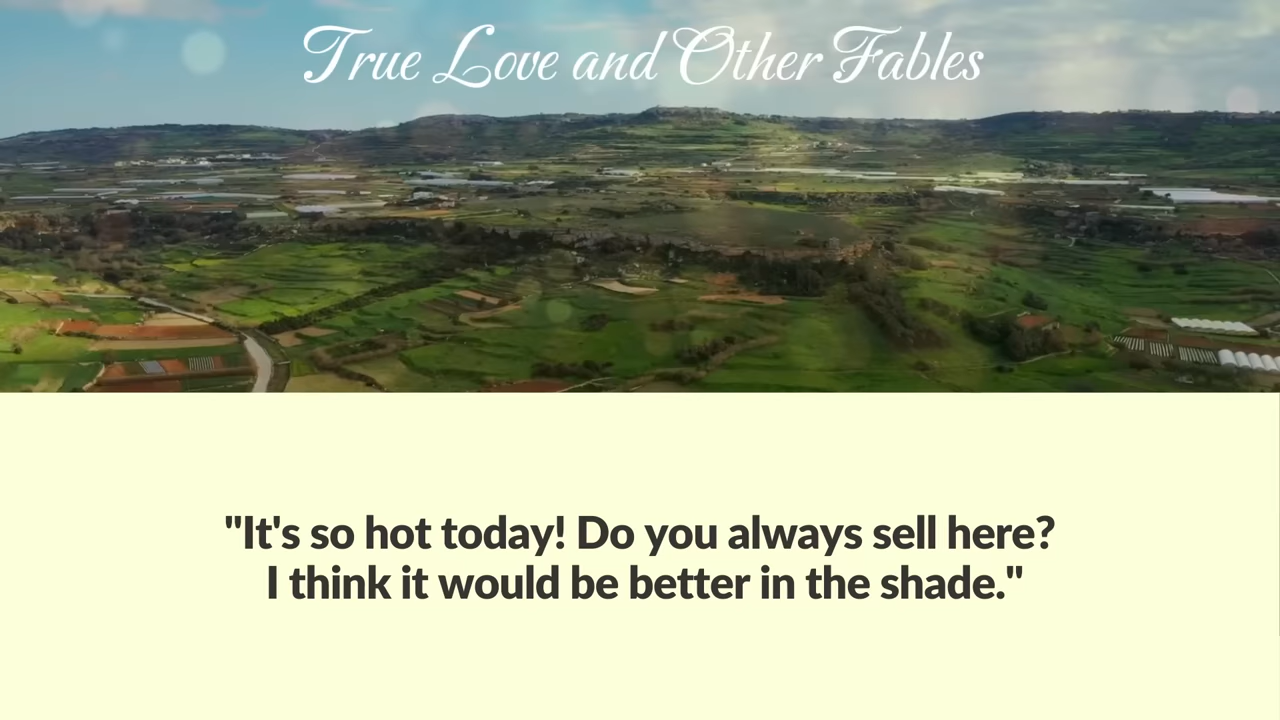 True Love and Other Fables
"It's so hot today! Do you always sell here?
I think it would be better in the shade."